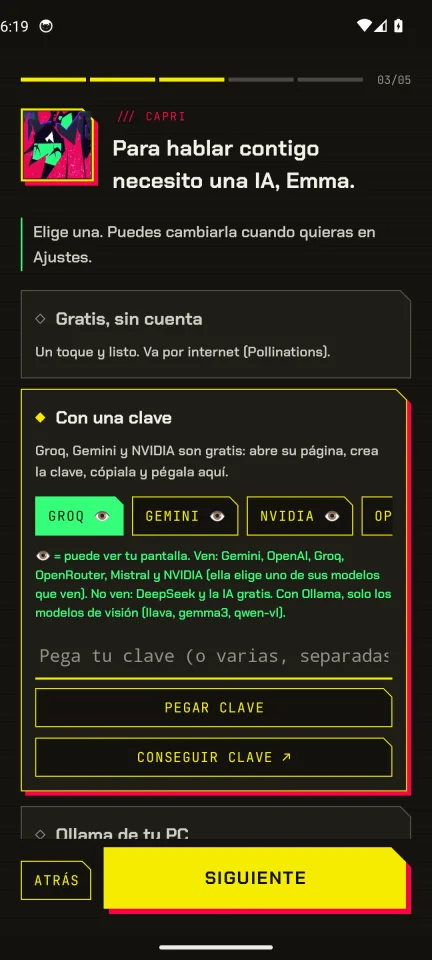 6:19
03/05
/// CAPRI
Para hablar contigo
necesito una IA, Emma.
Elige una. Puedes cambiarla cuando quieras en
Ajustes.
Gratis, sin cuenta
Un toque y listo. Va por internet (Pollinations).
Con una clave
Groq, Gemini y NVIDIA son gratis: abre su página, crea
la clave, cópiala y pégala aquí.
GROQ 👁 GEMINI 👁 NVIDIA 👁 OP
👁 = puede ver tu pantalla. Ven: Gemini, OpenAI, Groq,
OpenRouter, Mistral y NVIDIA (ella elige uno de sus modelos
que ven). No ven: DeepSeek y la IA gratis. Con Ollama, solo los
modelos de visión (llava, gemma3, qwen-vl).
Pega tu clave (o varias, separadas
PEGAR CLAVE
CONSEGUIR CLAVE ↗
Ollama de tu PC
ATRÁS
SIGUIENTE